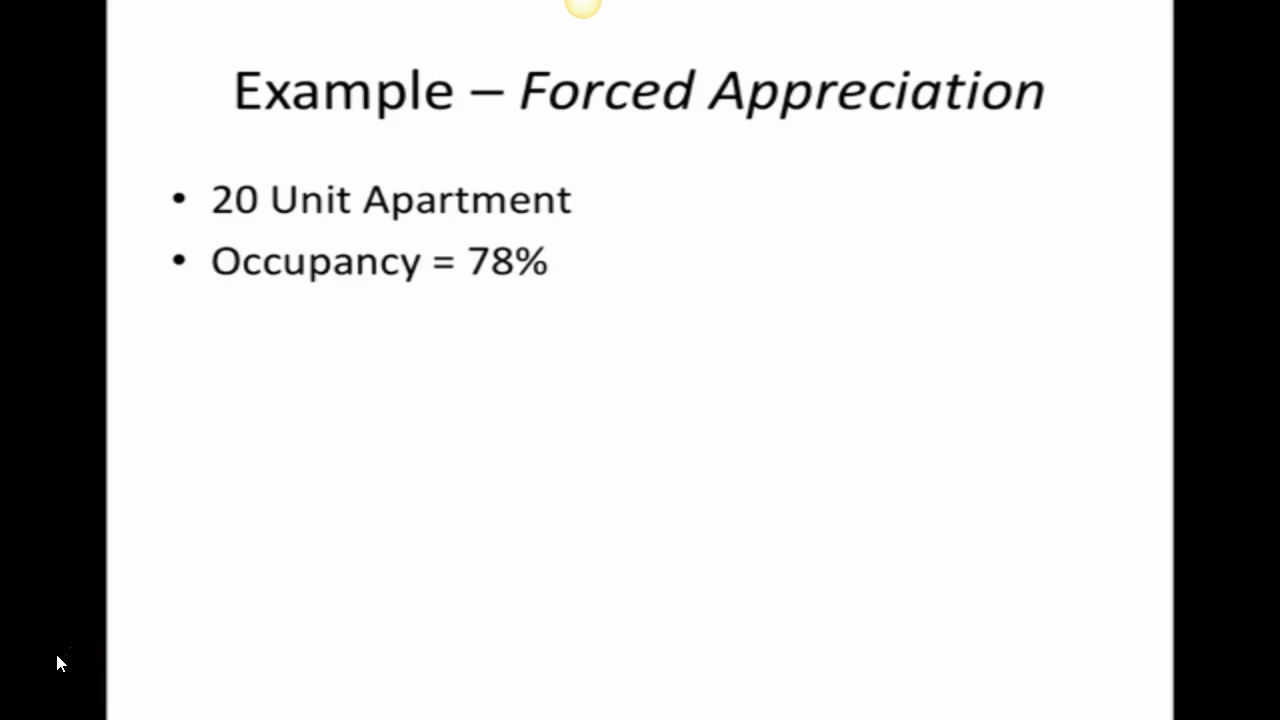 Example – Forced Appreciation
• 20 Unit Apartment
• Occupancy = 78%